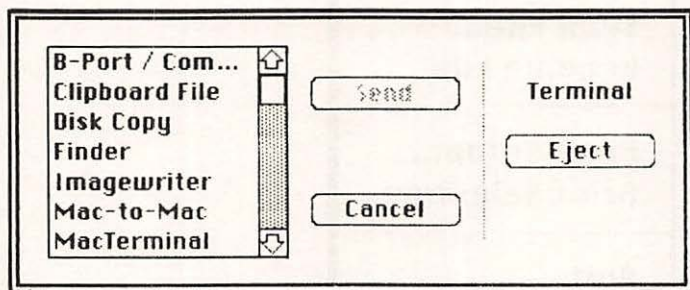 B-Port / Com...
Clipboard File
Disk Copy
Finder
Imagewriter
Mac-to-Mac
MacTerminal
Send
Cancel
Terminal
Eject